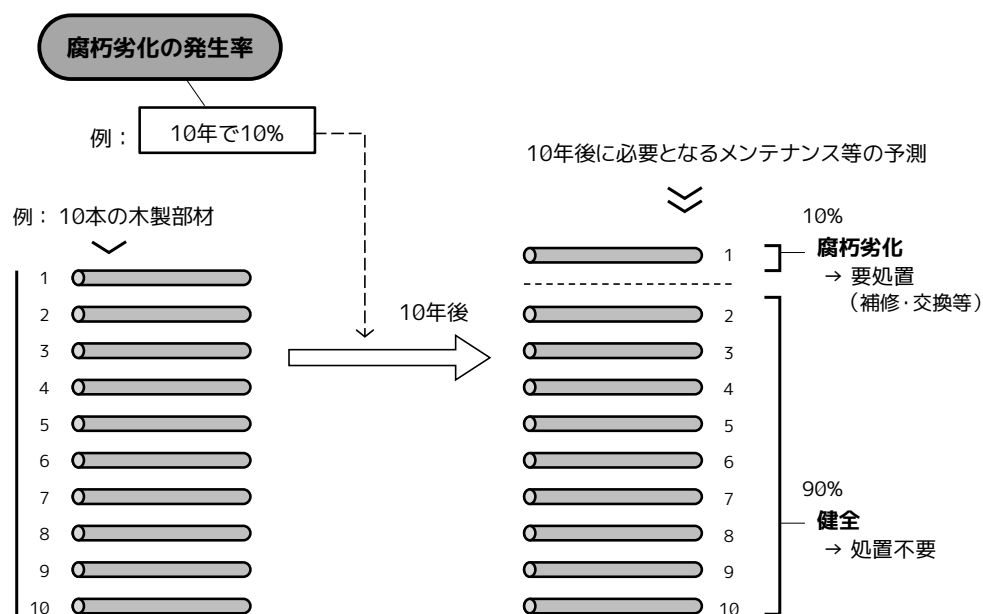 腐朽劣化の発生率
例：
10年で10%
10年後に必要となるメンテナンス等の予測
例： 10本の木製部材
1
2
3
4
5
6
7
8
9
10
10年後
1
2
3
4
5
6
7
8
9
10
10%
腐朽劣化
→ 要処置
（補修・交換等）
90%
健全
→ 処置不要